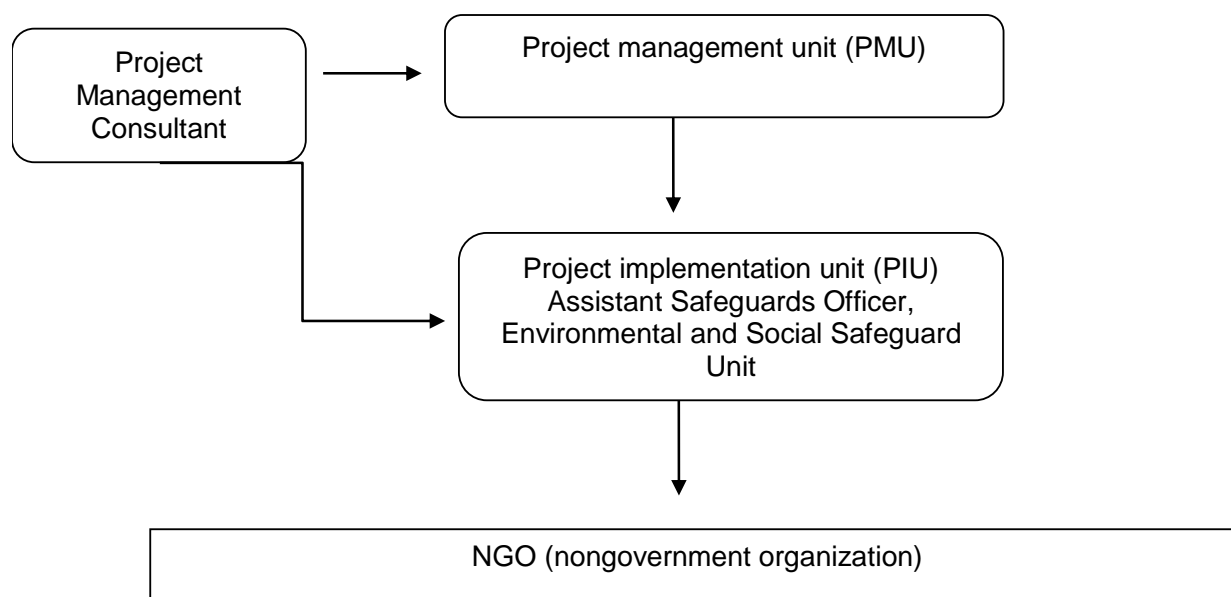 Project
Management
Consultant
Project management unit (PMU)
Project implementation unit (PIU)
Assistant Safeguards Officer,
Environmental and Social Safeguard
Unit
NGO (nongovernment organization)